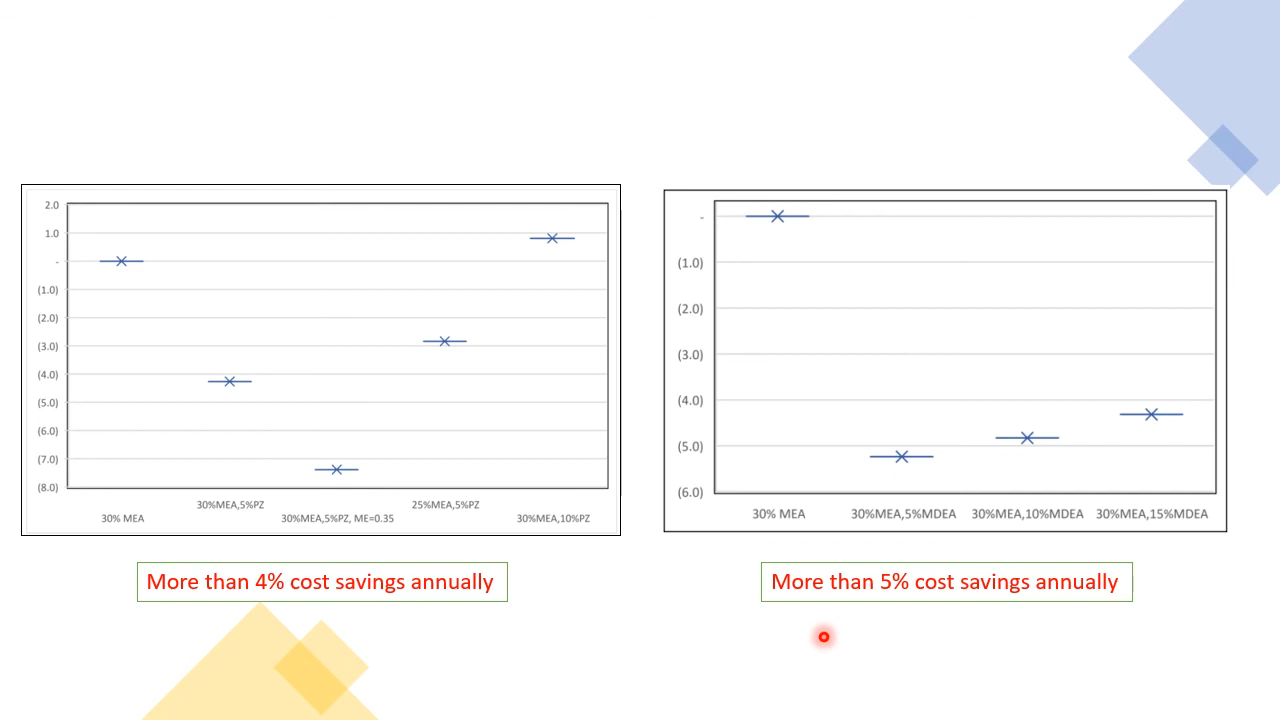 2.0
1.0
-
(1.0)
(2.0)
(3.0)
(4.0)
(5.0)
(6.0)
(7.0)
(8.0)
30% MEA
30%MEA,5%PZ
30%MEA,5%PZ, ME=0.35
25%MEA,5%PZ
30%MEA,10%PZ
More than 4% cost savings annually
-
(1.0)
(2.0)
(3.0)
(4.0)
(5.0)
(6.0)
30% MEA
30%MEA,5%MDEA
30%MEA,10%MDEA
30%MEA,15%MDEA
More than 5% cost savings annually